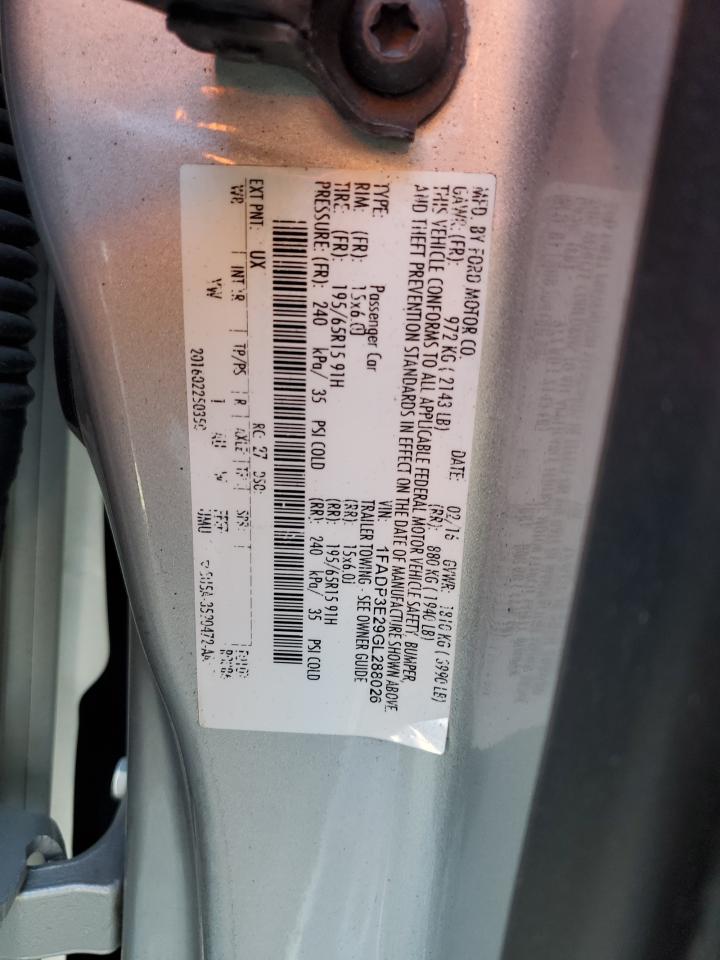 MFD. BY FORD MOTOR CO.
DATE: 02/16 GVWR: 1810 KG ( 3990 LB)
GAWR: (FR): 972 KG ( 2143 LB) (RR): 880 KG ( 1940 LB)
THIS VEHICLE CONFORMS TO ALL APPLICABLE FEDERAL MOTOR VEHICLE SAFETY, BUMPER,
AND THEFT PREVENTION STANDARDS IN EFFECT ON THE DATE OF MANUFACTURE SHOWN ABOVE.
VIN: 1FADP3E29GL288026
TYPE: Passenger Car TRAILER TOWING - SEE OWNER GUIDE
RIM: (FR): 15x6.0J (RR): 15x6.0J
TIRE: (FR): 195/65R15 91H (RR): 195/65R15 91H
PRESSURE: (FR): 240 kPa/ 35 PSI COLD (RR): 240 kPa/ 35 PSI COLD
EXT PNT: UX RC: 27 DSO:
WB INT TR TP/PS R AXLE TR SPR
YW 1 UMU
201602250350